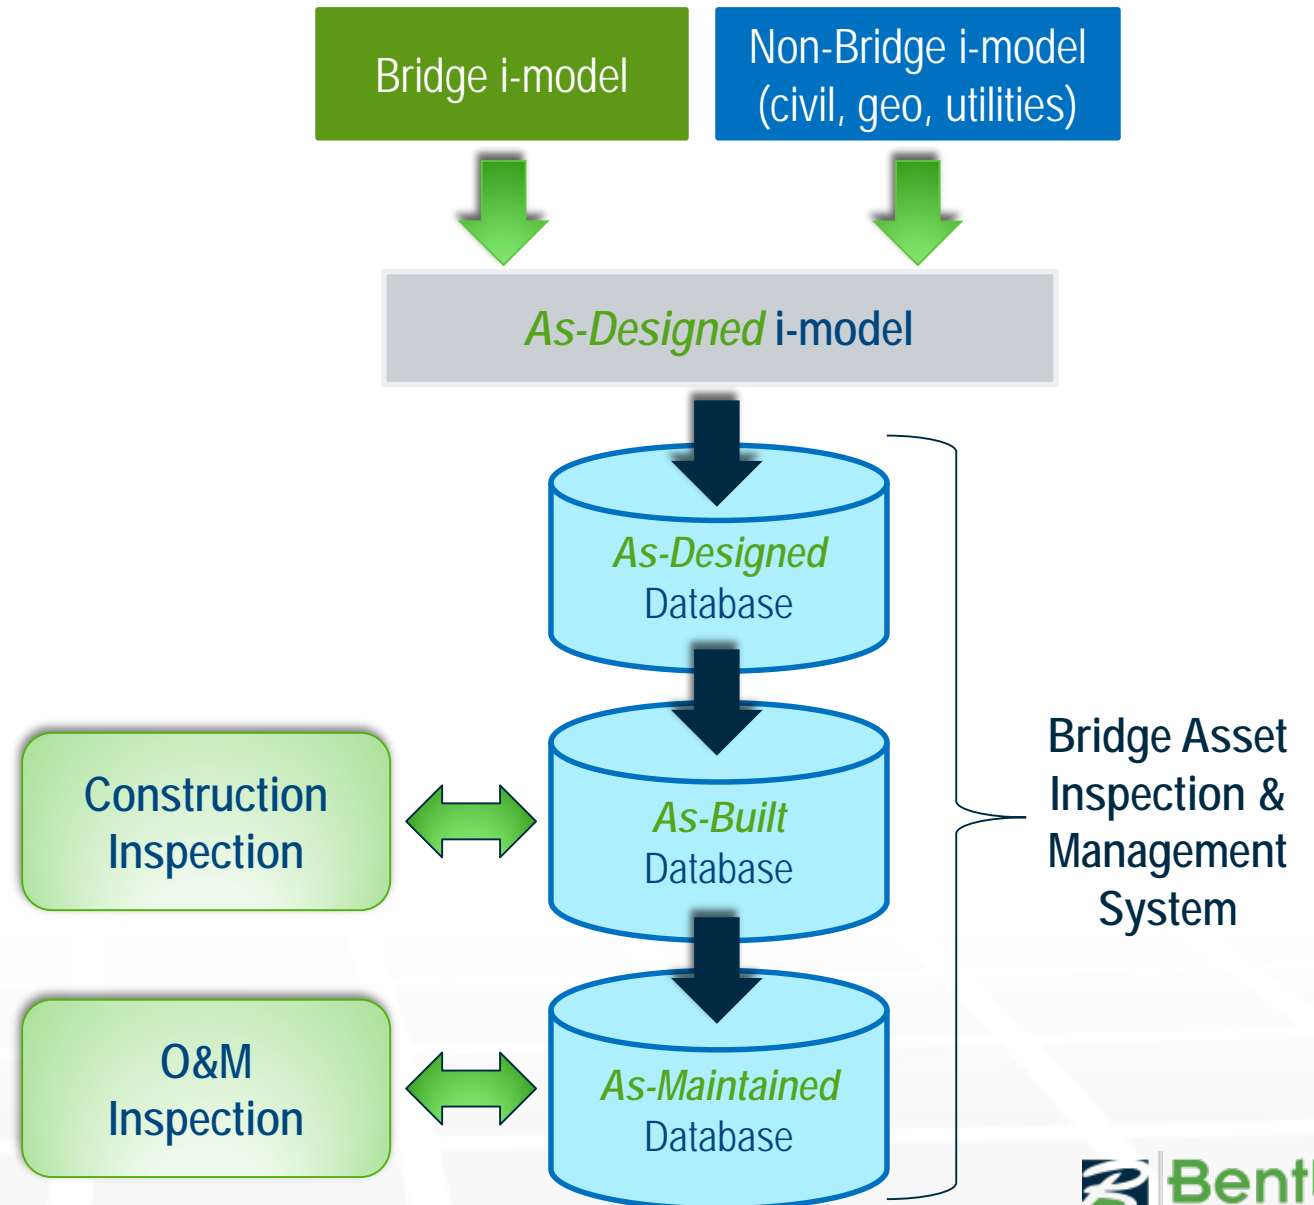 Bridge i-model
Non-Bridge i-model
(civil, geo, utilities)
As-Designed i-model
As-Designed
Database
Construction
Inspection
As-Built
Database
Bridge Asset
Inspection &
Management
System
O&M
Inspection
As-Maintained
Database